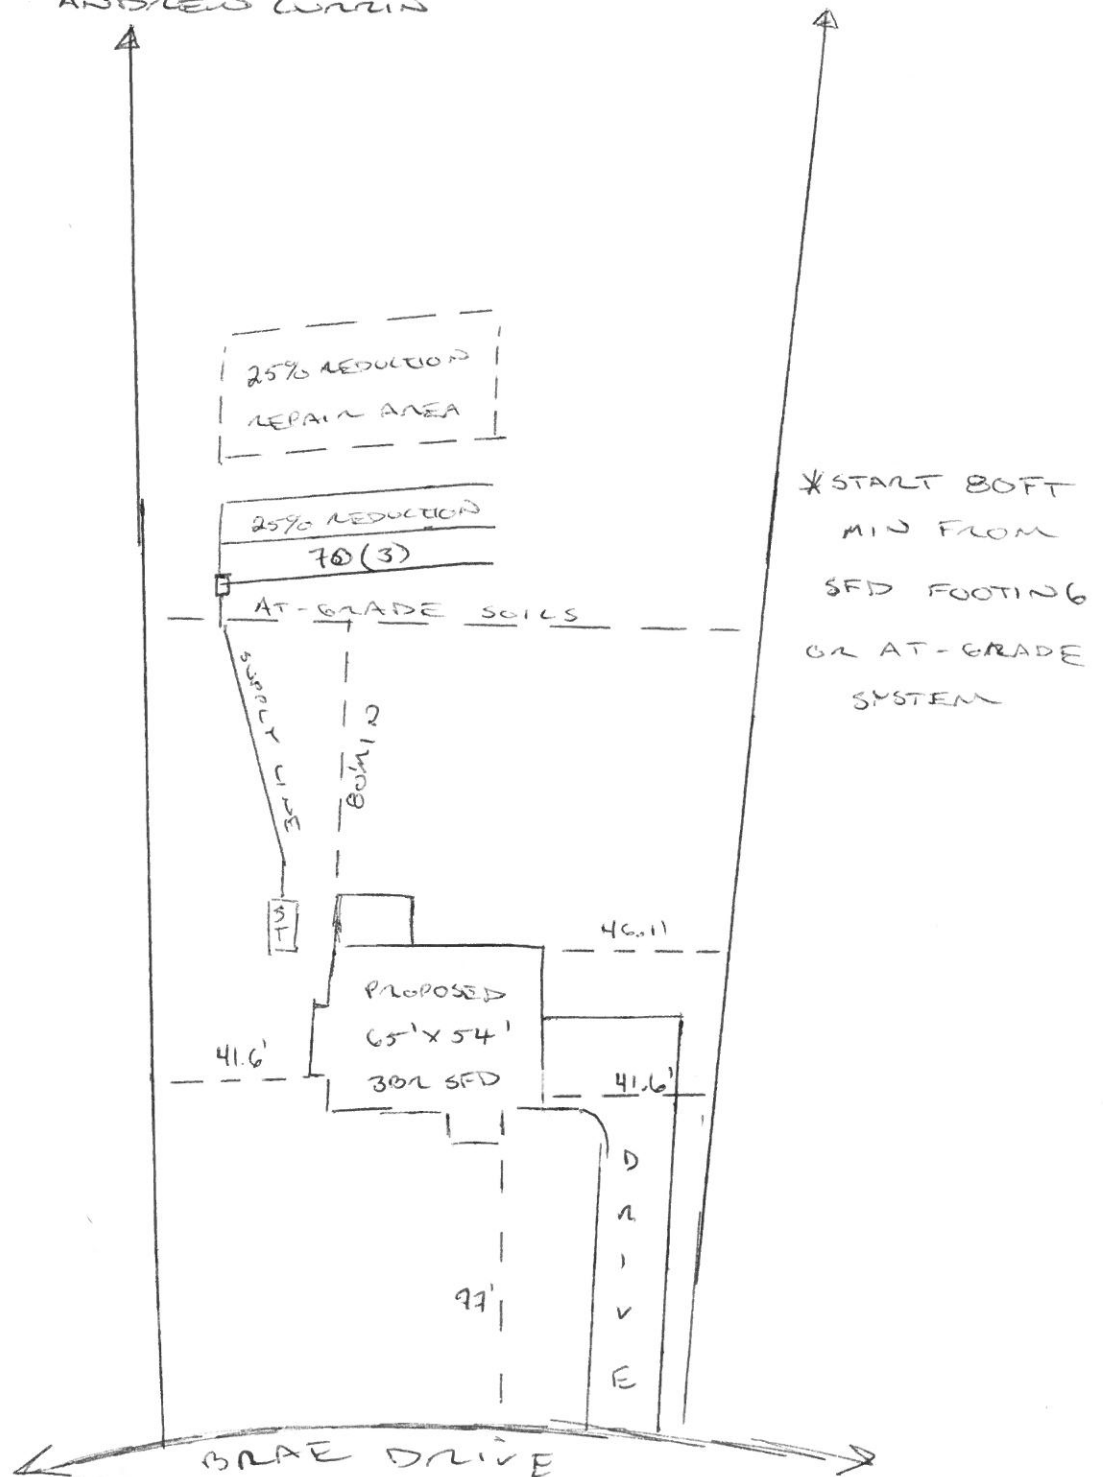 ANDREW CURRIN
25% REDUCTION
REPAIR AREA
25% REDUCTION
70(3)
AT-GRADE SOILS
*START 80FT
MIN FROM
SFD FOOTING
OR AT-GRADE
SYSTEM
SUPPLY LINE
80'MIN
ST
46.1'
PROPOSED
65'X54'
3BR SFD
41.6'
41.6'
DRIVE
BRAE DRIVE